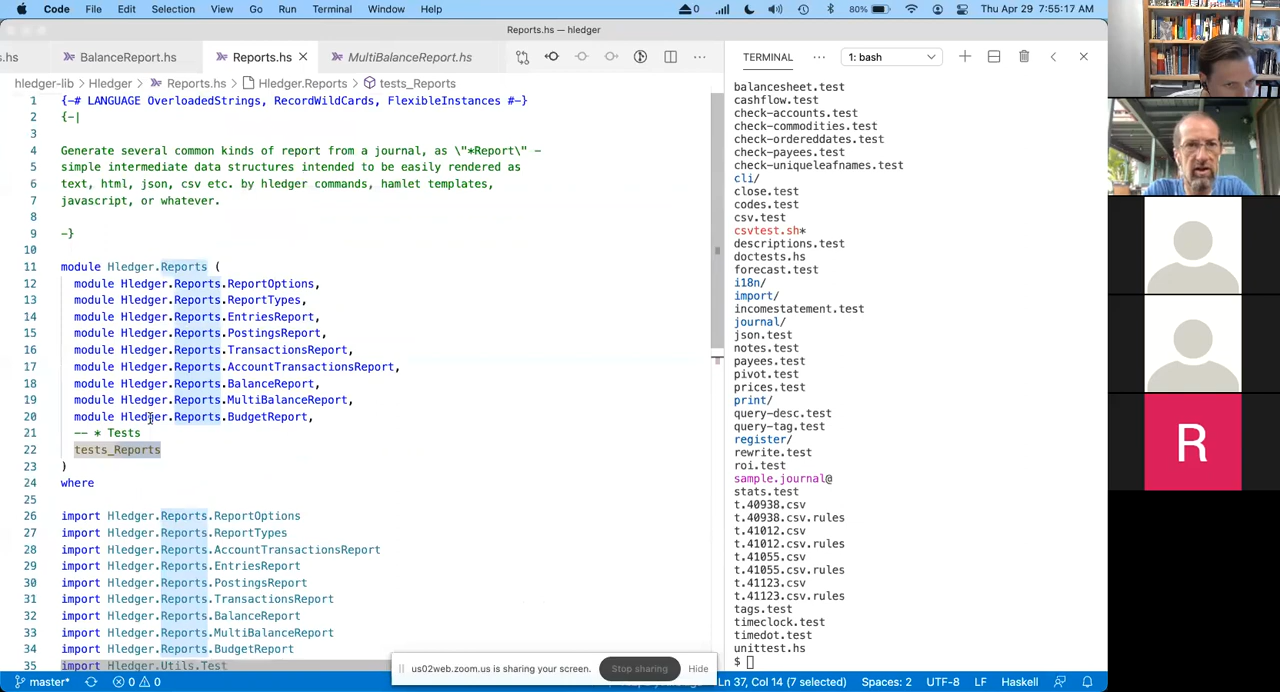 Code File Edit Selection View Go Run Terminal Window Help 0 80% Thu Apr 29 7:55:17 AM
Reports.hs — hledger
s.hs BalanceReport.hs Reports.hs MultiBalanceReport.hs
hledger-lib > Hledger > Reports.hs > Hledger.Reports > tests_Reports
1 {-# LANGUAGE OverloadedStrings, RecordWildCards, FlexibleInstances #-}
2 {-|
3
4 Generate several common kinds of report from a journal, as \"*Report\" -
5 simple intermediate data structures intended to be easily rendered as
6 text, html, json, csv etc. by hledger commands, hamlet templates,
7 javascript, or whatever.
8
9 -}
10
11 module Hledger.Reports (
12 module Hledger.Reports.ReportOptions,
13 module Hledger.Reports.ReportTypes,
14 module Hledger.Reports.EntriesReport,
15 module Hledger.Reports.PostingsReport,
16 module Hledger.Reports.TransactionsReport,
17 module Hledger.Reports.AccountTransactionsReport,
18 module Hledger.Reports.BalanceReport,
19 module Hledger.Reports.MultiBalanceReport,
20 module Hledger.Reports.BudgetReport,
21 -- * Tests
22 tests_Reports
23 )
24 where
25
26 import Hledger.Reports.ReportOptions
27 import Hledger.Reports.ReportTypes
28 import Hledger.Reports.AccountTransactionsReport
29 import Hledger.Reports.EntriesReport
30 import Hledger.Reports.PostingsReport
31 import Hledger.Reports.TransactionsReport
32 import Hledger.Reports.BalanceReport
33 import Hledger.Reports.MultiBalanceReport
34 import Hledger.Reports.BudgetReport
35 import Hledger.Utils.Test
TERMINAL ··· 1: bash
balancesheet.test
cashflow.test
check-accounts.test
check-commodities.test
check-ordereddates.test
check-payees.test
check-uniqueleafnames.test
cli/
close.test
codes.test
csv.test
csvtest.sh*
descriptions.test
doctests.hs
forecast.test
i18n/
import/
incomestatement.test
journal/
json.test
notes.test
payees.test
pivot.test
prices.test
print/
query-desc.test
query-tag.test
register/
rewrite.test
roi.test
sample.journal@
stats.test
t.40938.csv
t.40938.csv.rules
t.41012.csv
t.41012.csv.rules
t.41055.csv
t.41055.csv.rules
t.41123.csv
t.41123.csv.rules
tags.test
timeclock.test
timedot.test
unittest.hs
$
R
us02web.zoom.us is sharing your screen. Stop sharing Hide
master* 0 0 Ln 37, Col 14 (7 selected) Spaces: 2 UTF-8 LF Haskell